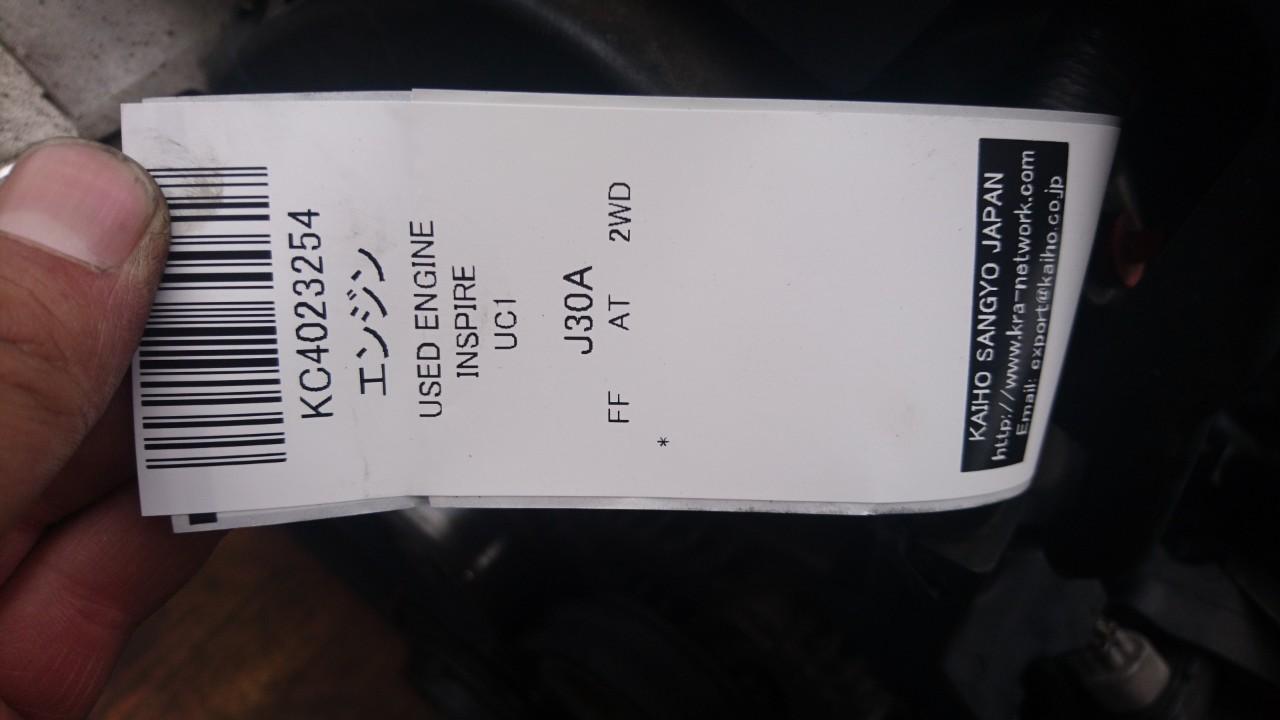 KC4023254
エンジン
USED ENGINE
INSPIRE
UC1
J30A
FF AT 2WD
*
KAIHO SANGYO JAPAN
http://www.kra-network.com
Email: export@kaiho.co.jp